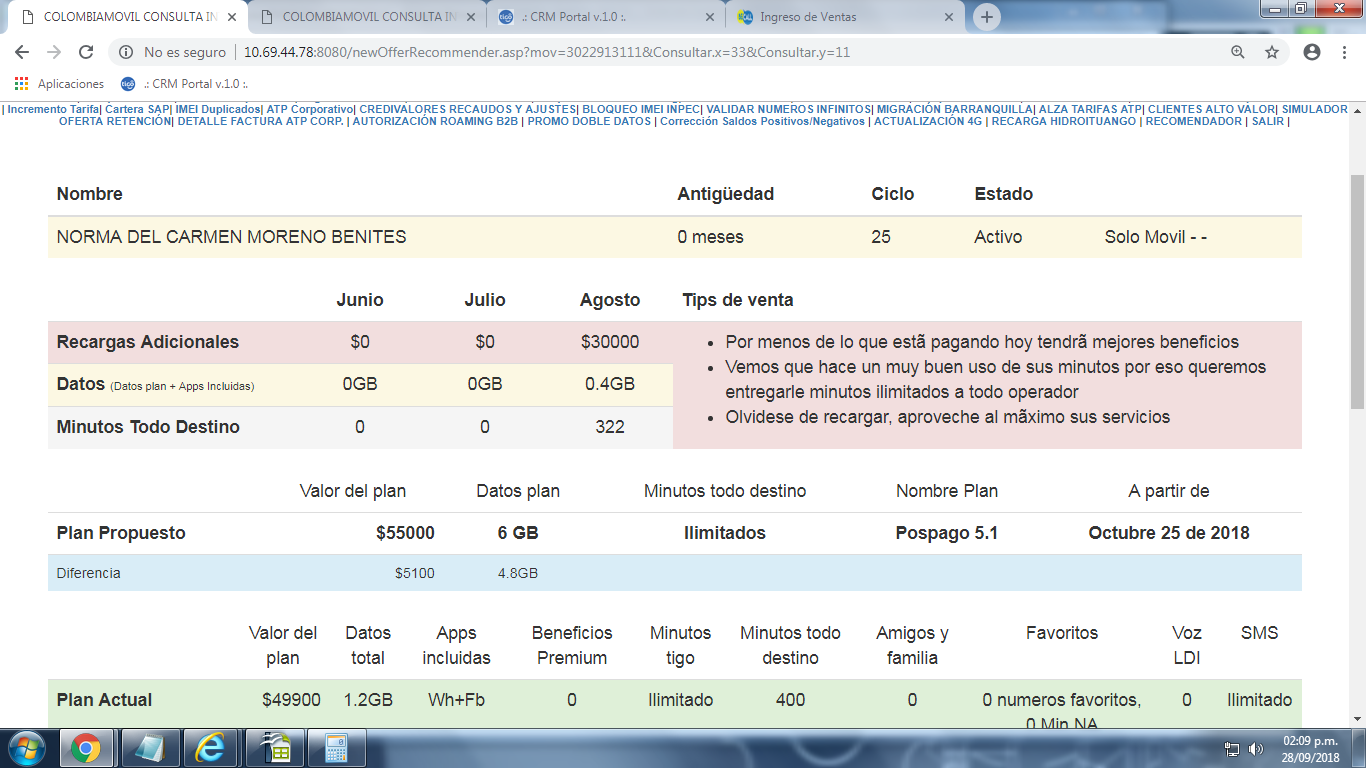 COLOMBIAMOVIL CONSULTA IN
COLOMBIAMOVIL CONSULTA IN
.: CRM Portal v.1.0 :.
Ingreso de Ventas
No es seguro | 10.69.44.78:8080/newOfferRecommender.asp?mov=3022913111&Consultar.x=33&Consultar.y=11
Aplicaciones
.: CRM Portal v.1.0 :.
| Incremento Tarifa| Cartera SAP| IMEI Duplicados| ATP Corporativo| CREDIVALORES RECAUDOS Y AJUSTES| BLOQUEO IMEI INPEC| VALIDAR NUMEROS INFINITOS| MIGRACIÓN BARRANQUILLA| ALZA TARIFAS ATP| CLIENTES ALTO VALOR| SIMULADOR
OFERTA RETENCIÓN| DETALLE FACTURA ATP CORP. | AUTORIZACIÓN ROAMING B2B | PROMO DOBLE DATOS | Corrección Saldos Positivos/Negativos | ACTUALIZACIÓN 4G | RECARGA HIDROITUANGO | RECOMENDADOR | SALIR |
Nombre Antigüedad Ciclo Estado
NORMA DEL CARMEN MORENO BENITES 0 meses 25 Activo Solo Movil - -
Junio Julio Agosto Tips de venta
Recargas Adicionales $0 $0 $30000
Datos (Datos plan + Apps Incluidas) 0GB 0GB 0.4GB
Minutos Todo Destino 0 0 322
Por menos de lo que estã pagando hoy tendrã mejores beneficios
Vemos que hace un muy buen uso de sus minutos por eso queremos
entregarle minutos ilimitados a todo operador
Olvidese de recargar, aproveche al mãximo sus servicios
Valor del plan Datos plan Minutos todo destino Nombre Plan A partir de
Plan Propuesto $55000 6 GB Ilimitados Pospago 5.1 Octubre 25 de 2018
Diferencia $5100 4.8GB
Valor del plan Datos total Apps incluidas Beneficios Premium Minutos tigo Minutos todo destino Amigos y familia Favoritos Voz LDI SMS
Plan Actual $49900 1.2GB Wh+Fb 0 Ilimitado 400 0 0 numeros favoritos, 0 Ilimitado
0 Min NA
02:09 p.m.
28/09/2018